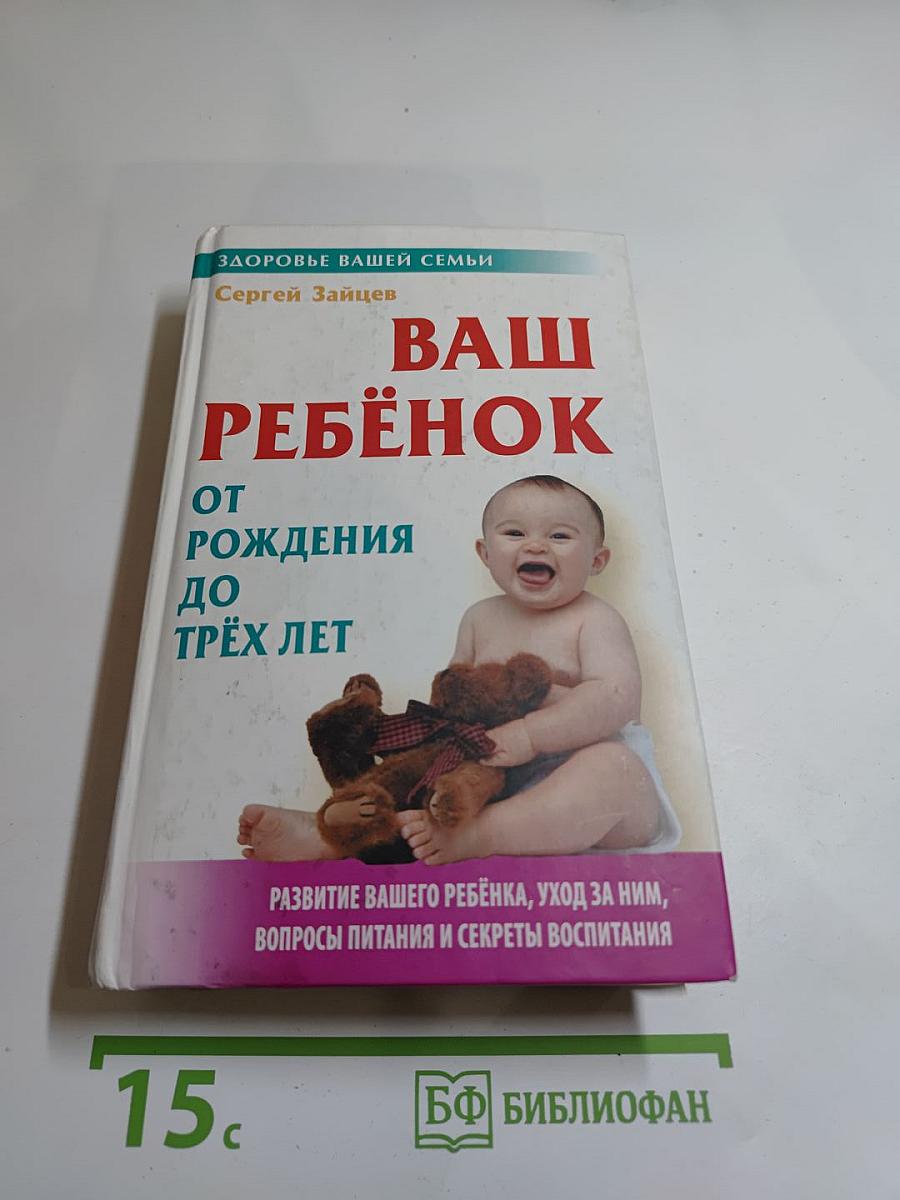 ЗДОРОВЬЕ ВАШЕЙ СЕМЬИ
Сергей Зайцев
ВАШ
РЕБЁНОК
ОТ
РОЖДЕНИЯ
ДО
ТРЁХ ЛЕТ
РАЗВИТИЕ ВАШЕГО РЕБЁНКА, УХОД ЗА НИМ,
ВОПРОСЫ ПИТАНИЯ И СЕКРЕТЫ ВОСПИТАНИЯ
15 с
БФ БИБЛИОФАН